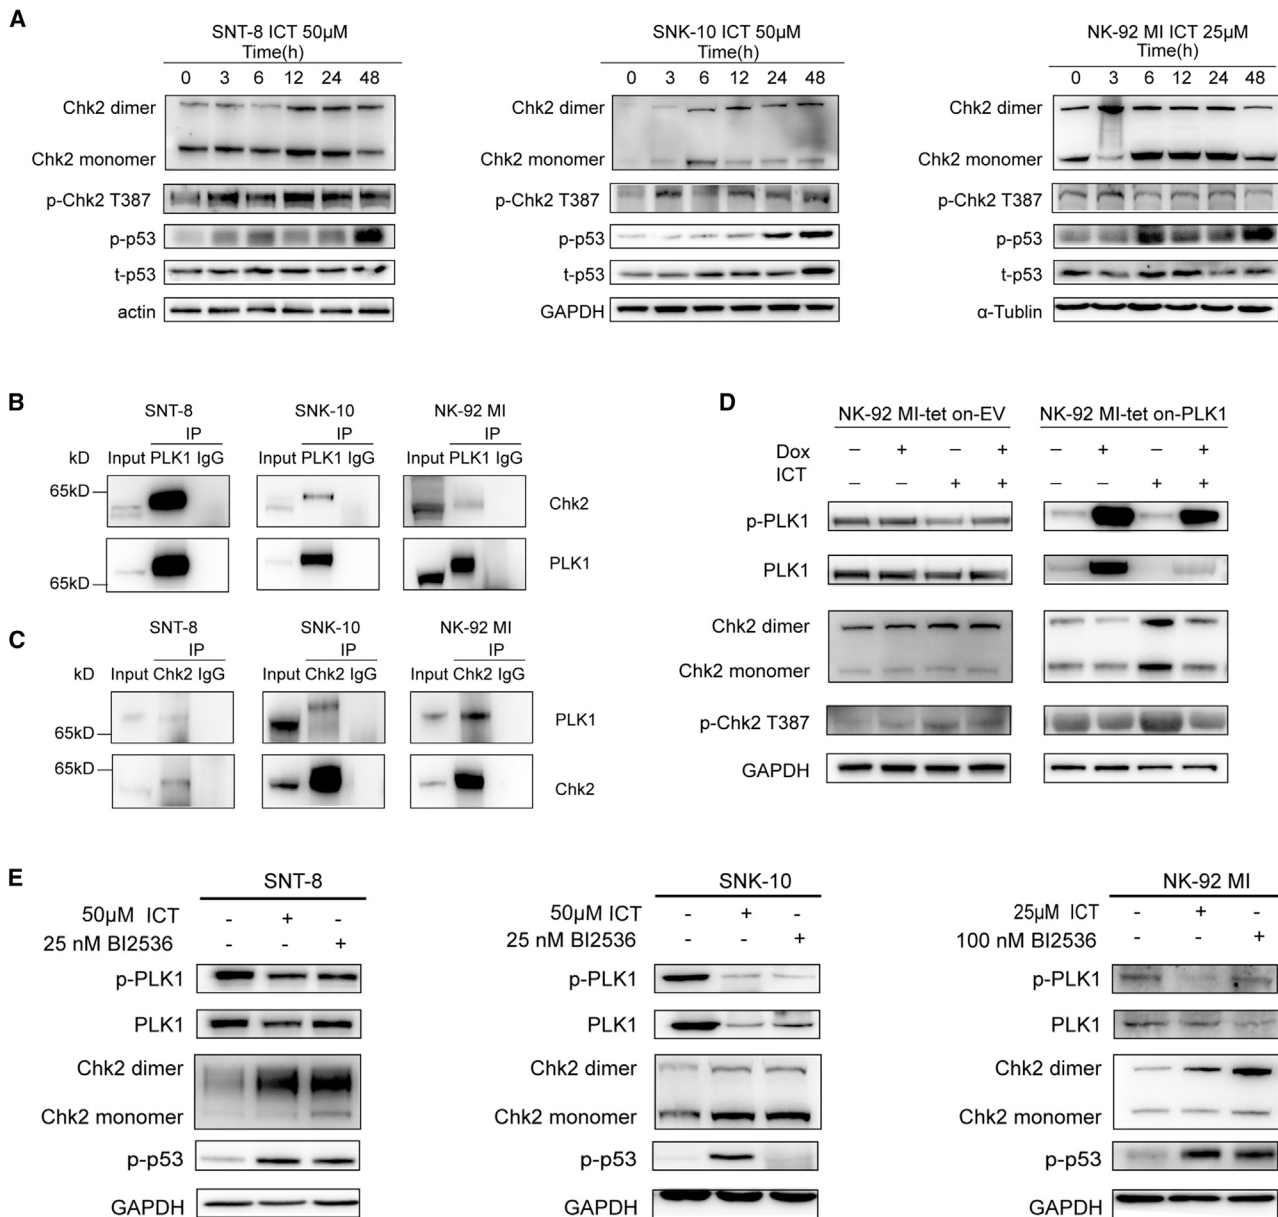 A
SNT-8 ICT 50μM
Time(h)
0 3 6 12 24 48
Chk2 dimer
Chk2 monomer
p-Chk2 T387
p-p53
t-p53
actin
SNK-10 ICT 50μM
Time(h)
0 3 6 12 24 48
Chk2 dimer
Chk2 monomer
p-Chk2 T387
p-p53
t-p53
GAPDH
NK-92 MI ICT 25μM
Time(h)
0 3 6 12 24 48
Chk2 dimer
Chk2 monomer
p-Chk2 T387
p-p53
t-p53
α-Tublin
B
SNT-8 SNK-10 NK-92 MI
IP IP IP
kD Input PLK1 IgG Input PLK1 IgG Input PLK1 IgG
65kD Chk2
65kD PLK1
C
SNT-8 SNK-10 NK-92 MI
IP IP IP
kD Input Chk2 IgG Input Chk2 IgG Input Chk2 IgG
65kD PLK1
65kD Chk2
D
NK-92 MI-tet on-EV NK-92 MI-tet on-PLK1
Dox – + – + – + – +
ICT – – + + – – + +
p-PLK1
PLK1
Chk2 dimer
Chk2 monomer
p-Chk2 T387
GAPDH
E
SNT-8
50μM ICT - + -
25 nM BI2536 - - +
p-PLK1
PLK1
Chk2 dimer
Chk2 monomer
p-p53
GAPDH
SNK-10
50μM ICT - + -
25 nM BI2536 - - +
p-PLK1
PLK1
Chk2 dimer
Chk2 monomer
p-p53
GAPDH
NK-92 MI
25μM ICT - + -
100 nM BI2536 - - +
p-PLK1
PLK1
Chk2 dimer
Chk2 monomer
p-p53
GAPDH